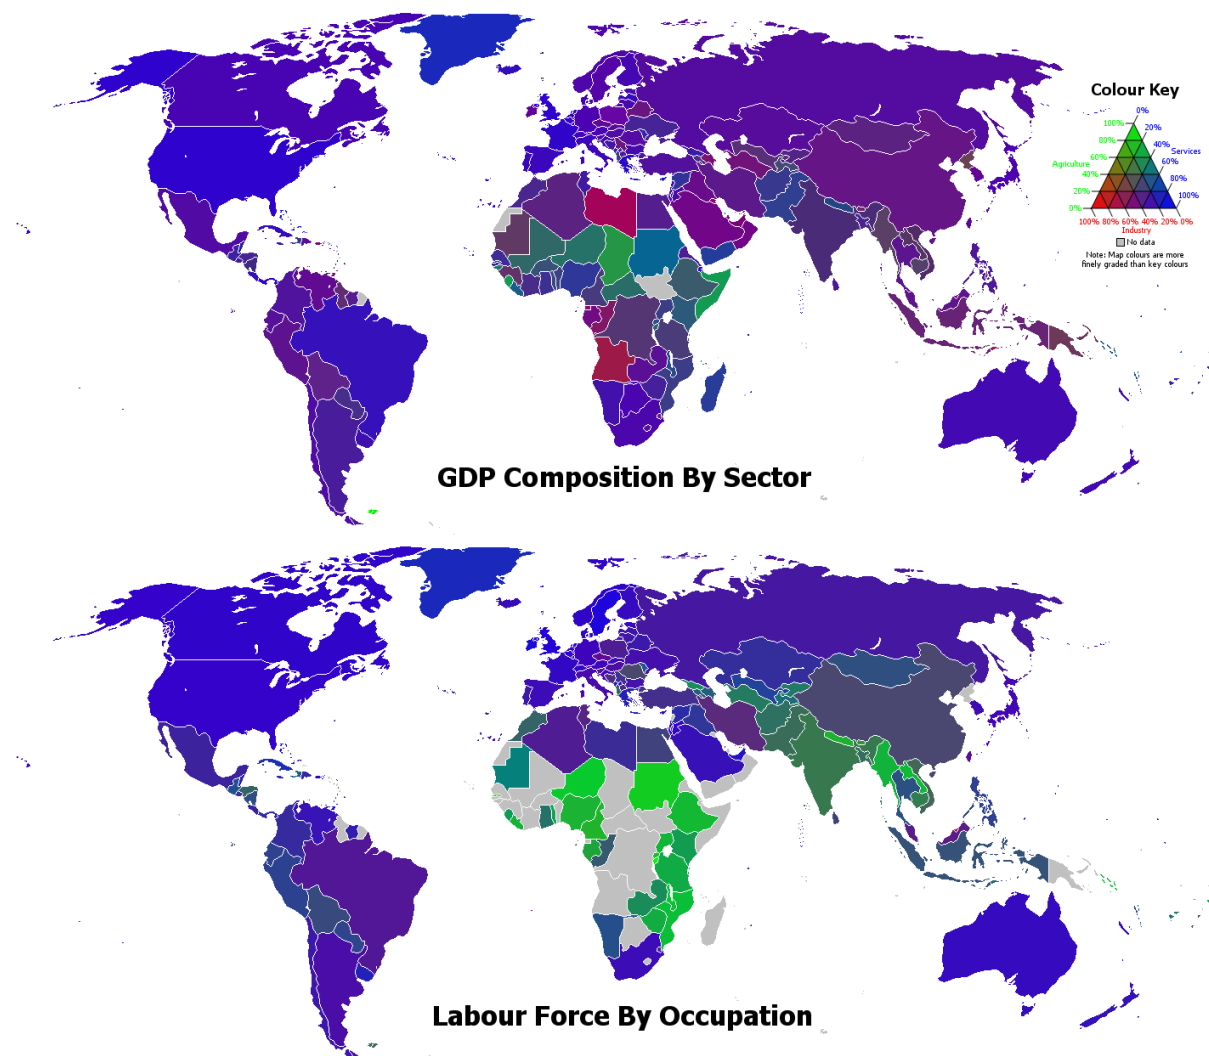 Colour Key
0%
100% 20%
80% 40% Services
Agriculture 60% 60%
40% 80%
20% 100%
0%
100% 80% 60% 40% 20% 0%
Industry
No data
Note: Map colours are more
finely graded than key colours
GDP Composition By Sector
Labour Force By Occupation